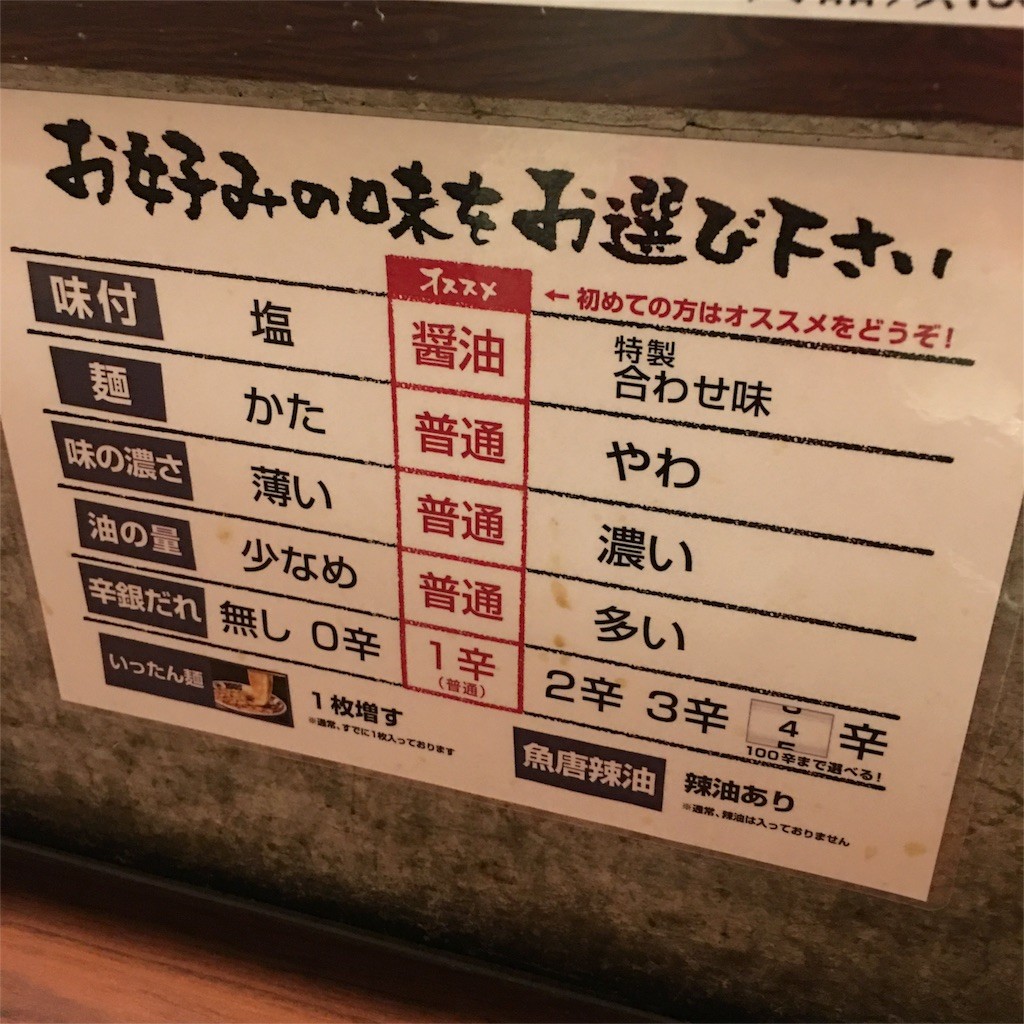 お好みの味をお選び下さい
オススメ
← 初めての方はオススメをどうぞ！
味付 塩 醤油 特製 合わせ味
麺 かた 普通 やわ
味の濃さ 薄い 普通 濃い
油の量 少なめ 普通 多い
辛銀だれ 無し 0辛 1辛 (普通) 2辛 3辛 4 辛
100辛まで選べる！
いったん麺 1枚増す
※通常、すでに1枚入っております
魚唐辣油 辣油あり
※通常、辣油は入っておりません